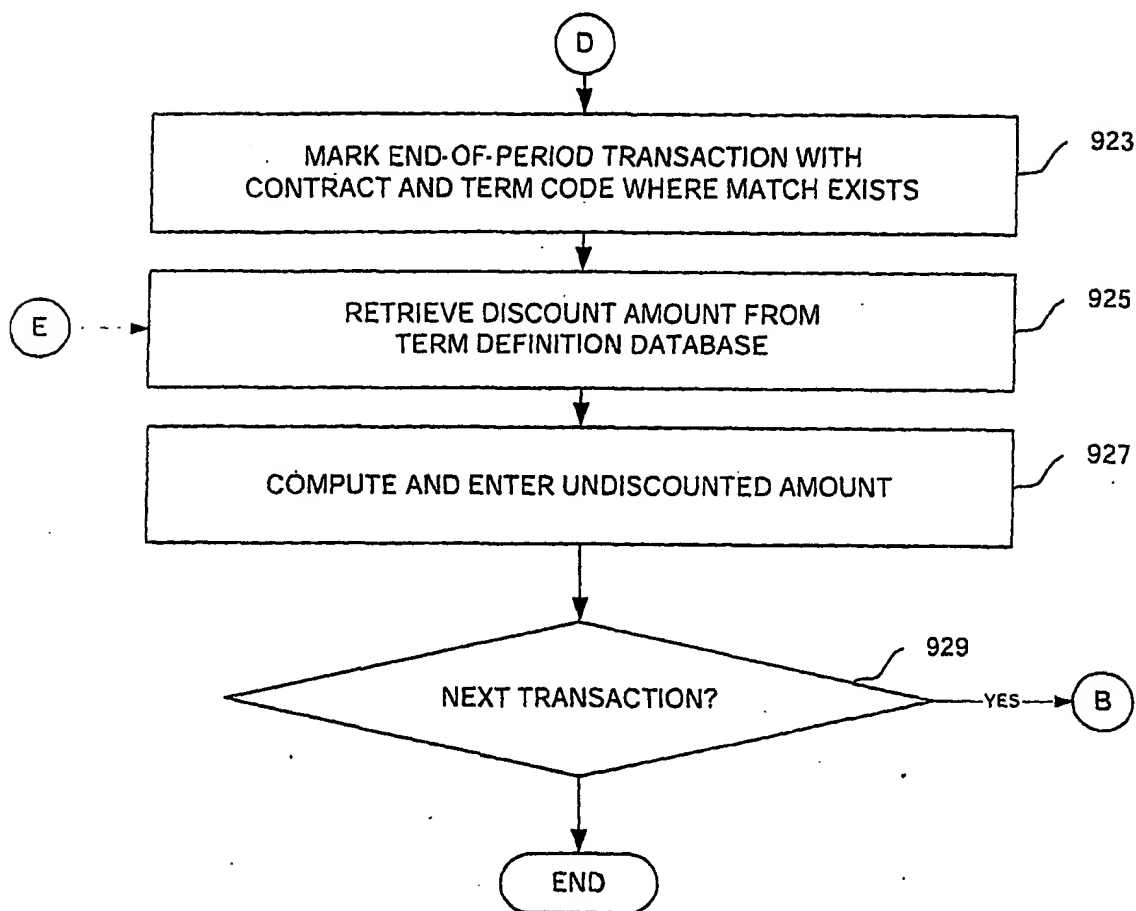 D
MARK END-OF-PERIOD TRANSACTION WITH
CONTRACT AND TERM CODE WHERE MATCH EXISTS
923
E
RETRIEVE DISCOUNT AMOUNT FROM
TERM DEFINITION DATABASE
925
COMPUTE AND ENTER UNDISCOUNTED AMOUNT
927
929
NEXT TRANSACTION?
YES
B
END